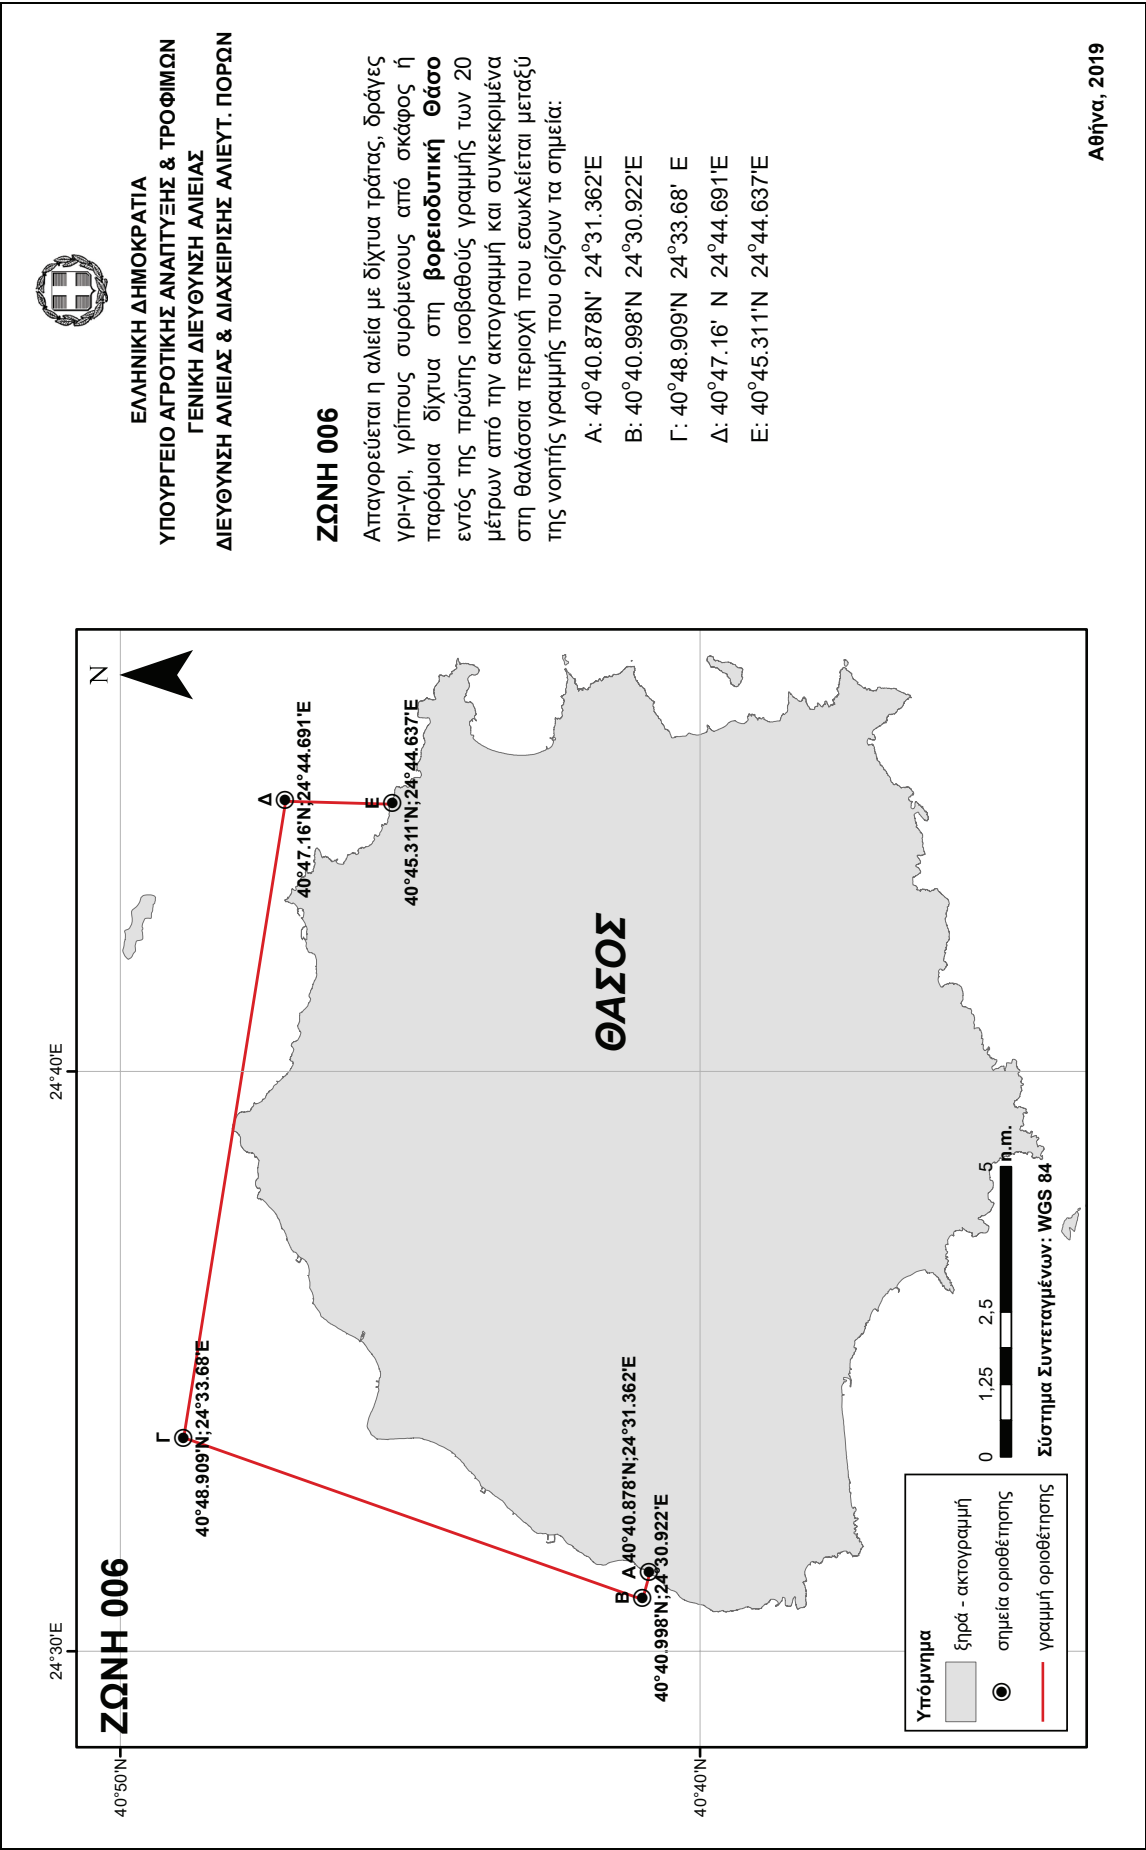 ΖΩΝΗ 006
24°30'E
24°40'E
40°50'N
40°40'N
N
Γ
40°48.909'N;24°33.68'E
Δ
40°47.16'N;24°44.691'E
Ε
40°45.311'N;24°44.637'E
Β
Α
40°40.878'N;24°31.362'E
40°40.998'N;24°30.922'E
ΘΑΣΟΣ
Υπόμνημα
ξηρά - ακτογραμμή
σημεία οριοθέτησης
γραμμή οριοθέτησης
0
1,25
2,5
5
n.m.
Σύστημα Συντεταγμένων: WGS 84
ΕΛΛΗΝΙΚΗ ΔΗΜΟΚΡΑΤΙΑ
ΥΠΟΥΡΓΕΙΟ ΑΓΡΟΤΙΚΗΣ ΑΝΑΠΤΥΞΗΣ & ΤΡΟΦΙΜΩΝ
ΓΕΝΙΚΗ ΔΙΕΥΘΥΝΣΗ ΑΛΙΕΙΑΣ
ΔΙΕΥΘΥΝΣΗ ΑΛΙΕΙΑΣ & ΔΙΑΧΕΙΡΙΣΗΣ ΑΛΙΕΥΤ. ΠΟΡΩΝ
ΖΩΝΗ 006
Απαγορεύεται η αλιεία με δίχτυα τράτας, δράγες
γρι-γρι, γρίπους συρόμενους από σκάφος ή
παρόμοια δίχτυα στη βορειοδυτική Θάσο
εντός της πρώτης ισοβαθούς γραμμής των 20
μέτρων από την ακτογραμμή και συγκεκριμένα
στη θαλάσσια περιοχή που εσωκλείεται μεταξύ
της νοητής γραμμής που ορίζουν τα σημεία:
Α: 40°40.878N' 24°31.362'E
Β: 40°40.998'N 24°30.922'E
Γ: 40°48.909'N 24°33.68' E
Δ: 40°47.16' N 24°44.691'E
Ε: 40°45.311'N 24°44.637'E
Αθήνα, 2019